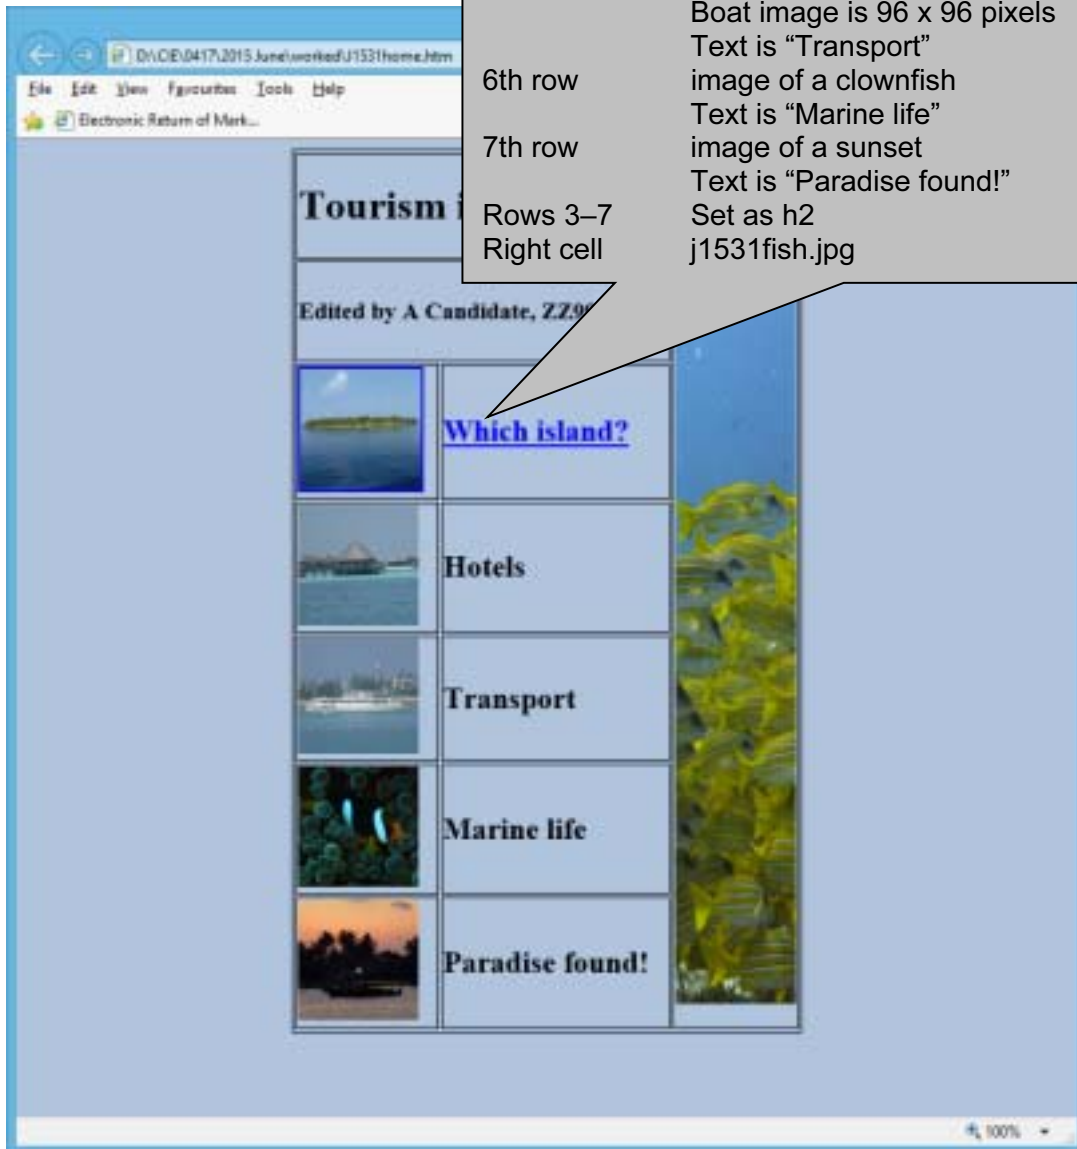 Boat image is 96 x 96 pixels
Text is “Transport”
6th row image of a clownfish
Text is “Marine life”
7th row image of a sunset
Text is “Paradise found!”
Rows 3–7 Set as h2
Right cell j1531fish.jpg
D:\CIE\0417\2015 June\worked\J1531home.htm
File Edit View Favourites Tools Help
Electronic Return of Mark...
Tourism i
Edited by A Candidate, ZZ9
Which island?
Hotels
Transport
Marine life
Paradise found!
100%